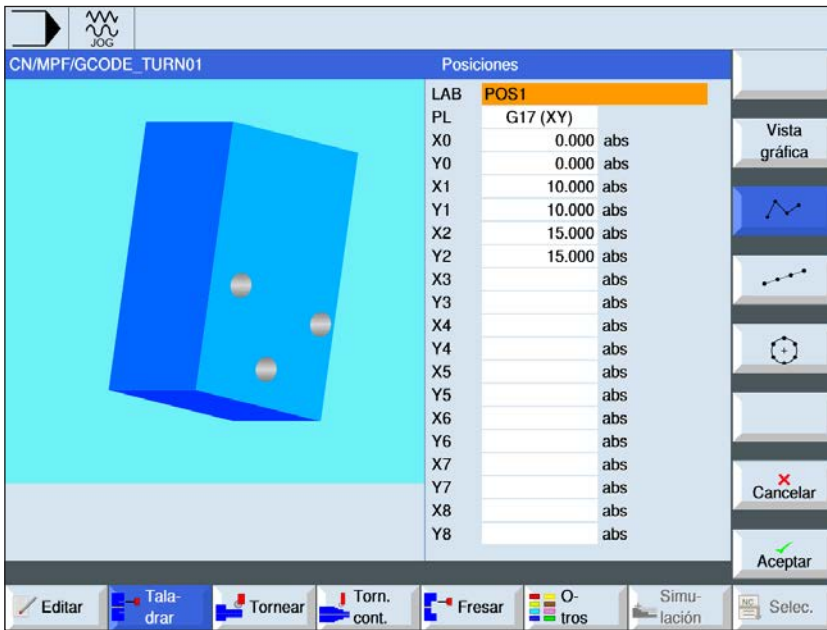 JOG
CN/MPF/GCODE_TURN01
Posiciones
LAB POS1
PL G17 (XY)
X0 0.000 abs
Y0 0.000 abs
X1 10.000 abs
Y1 10.000 abs
X2 15.000 abs
Y2 15.000 abs
X3 abs
Y3 abs
X4 abs
Y4 abs
X5 abs
Y5 abs
X6 abs
Y6 abs
X7 abs
Y7 abs
X8 abs
Y8 abs
Vista
gráfica
Cancelar
Aceptar
Editar
Tala-
drar
Tornear
Torn.
cont.
Fresar
O-
tros
Simu-
lación
NC
Selec.